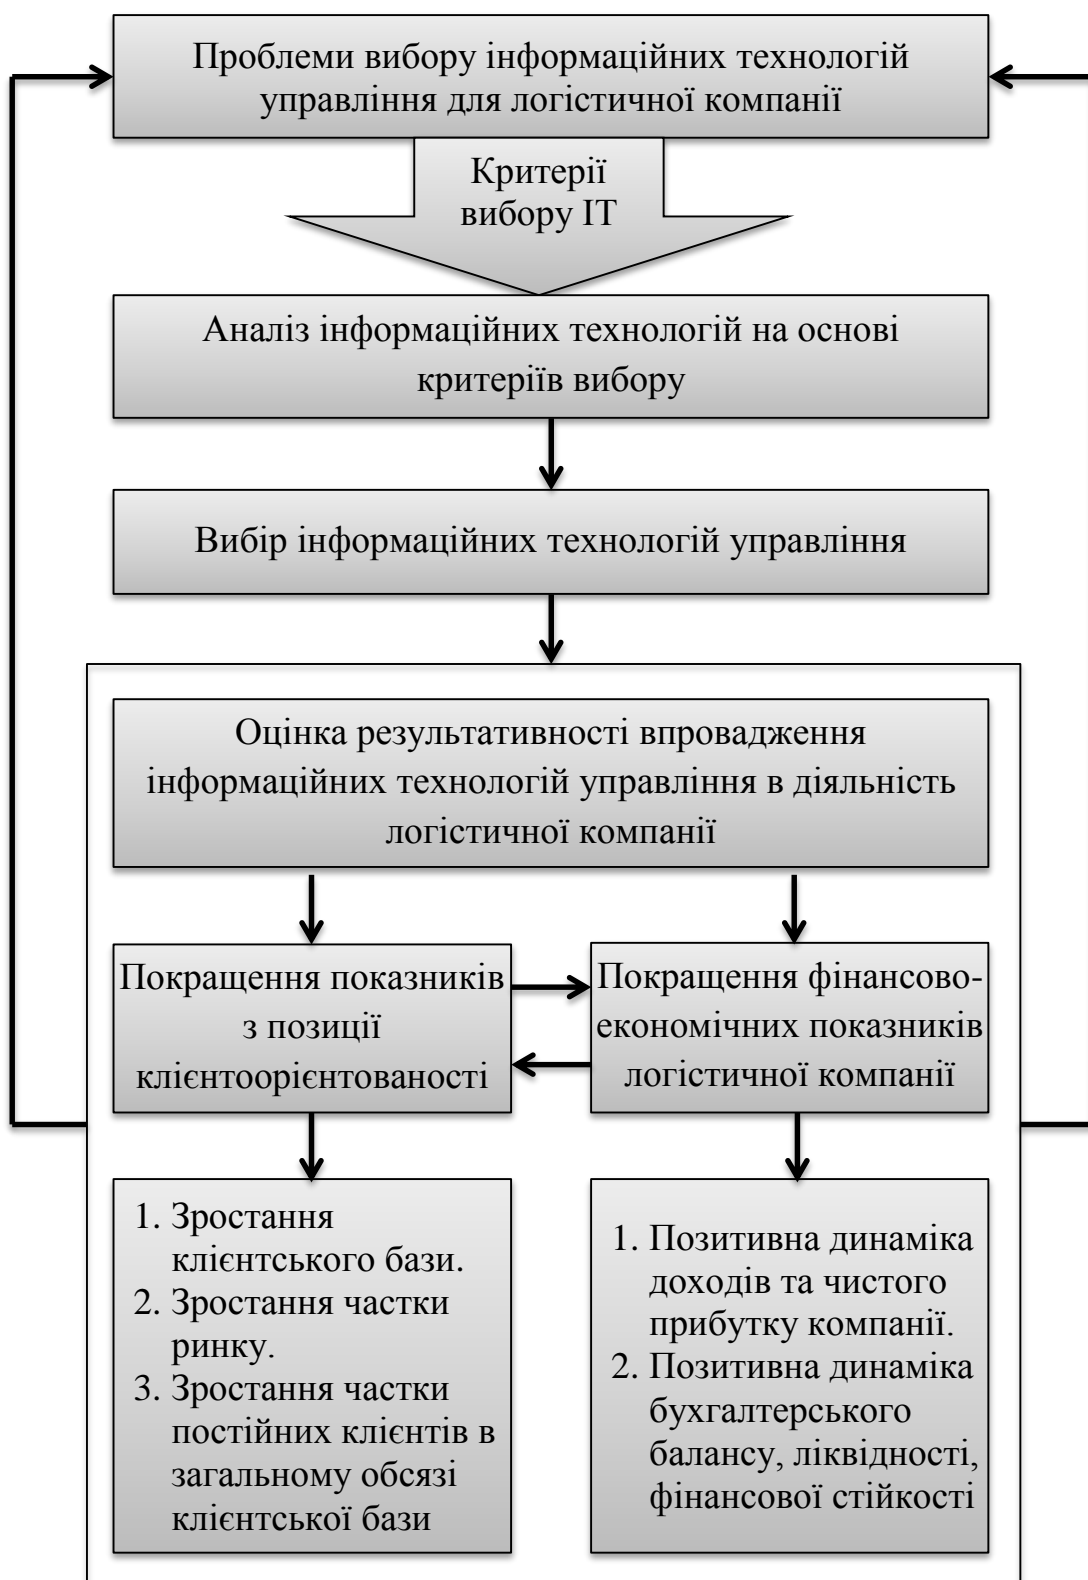 Проблеми вибору інформаційних технологій
управління для логістичної компанії
Критерії
вибору ІТ
Аналіз інформаційних технологій на основі
критеріїв вибору
Вибір інформаційних технологій управління
Оцінка результативності впровадження
інформаційних технологій управління в діяльність
логістичної компанії
Покращення показників
з позиції
клієнтоорієнтованості
Покращення фінансово-
економічних показників
логістичної компанії
1. Зростання
клієнтського бази.
2. Зростання частки
ринку.
3. Зростання частки
постійних клієнтів в
загальному обсязі
клієнтської бази
1. Позитивна динаміка
доходів та чистого
прибутку компанії.
2. Позитивна динаміка
бухгалтерського
балансу, ліквідності,
фінансової стійкості